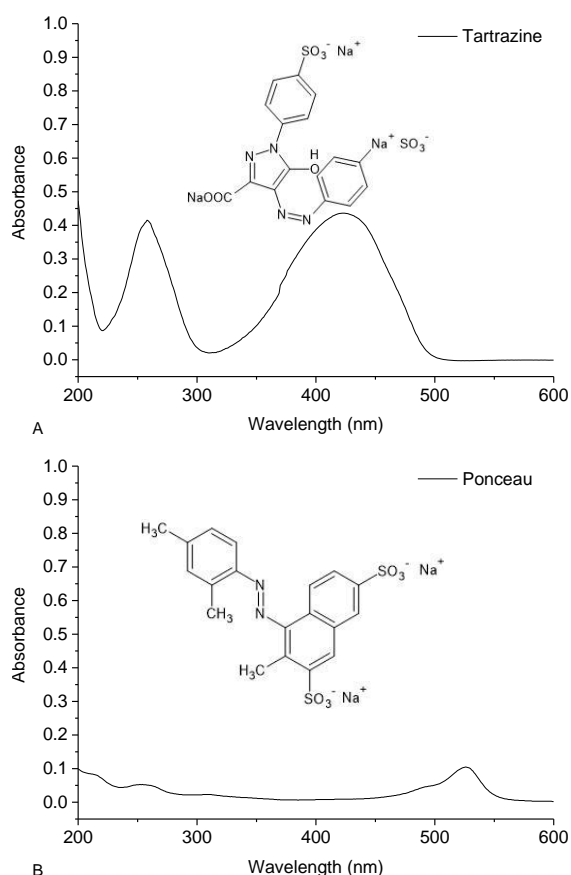 Tartrazine
1.0
0.9
0.8
0.7
0.6
0.5
0.4
0.3
0.2
0.1
0.0
Absorbance
SO₃⁻ Na⁺
N
N
H
O
NaOOC
N
N
Na⁺ SO₃⁻
200 300 400 500 600
Wavelength (nm)
A
Ponceau
1.0
0.9
0.8
0.7
0.6
0.5
0.4
0.3
0.2
0.1
0.0
Absorbance
H₃C
CH₃
N
N
H₃C
SO₃⁻ Na⁺
SO₃⁻ Na⁺
200 300 400 500 600
Wavelength (nm)
B